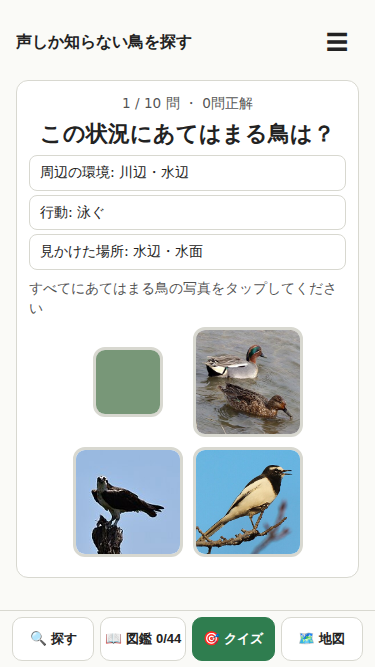 声しか知らない鳥を探す
1 / 10 問 ・ 0問正解
この状況にあてはまる鳥は？
周辺の環境: 川辺・水辺
行動: 泳ぐ
見かけた場所: 水辺・水面
すべてにあてはまる鳥の写真をタップしてくださ
い
探す
図鑑 0/44
クイズ
地図